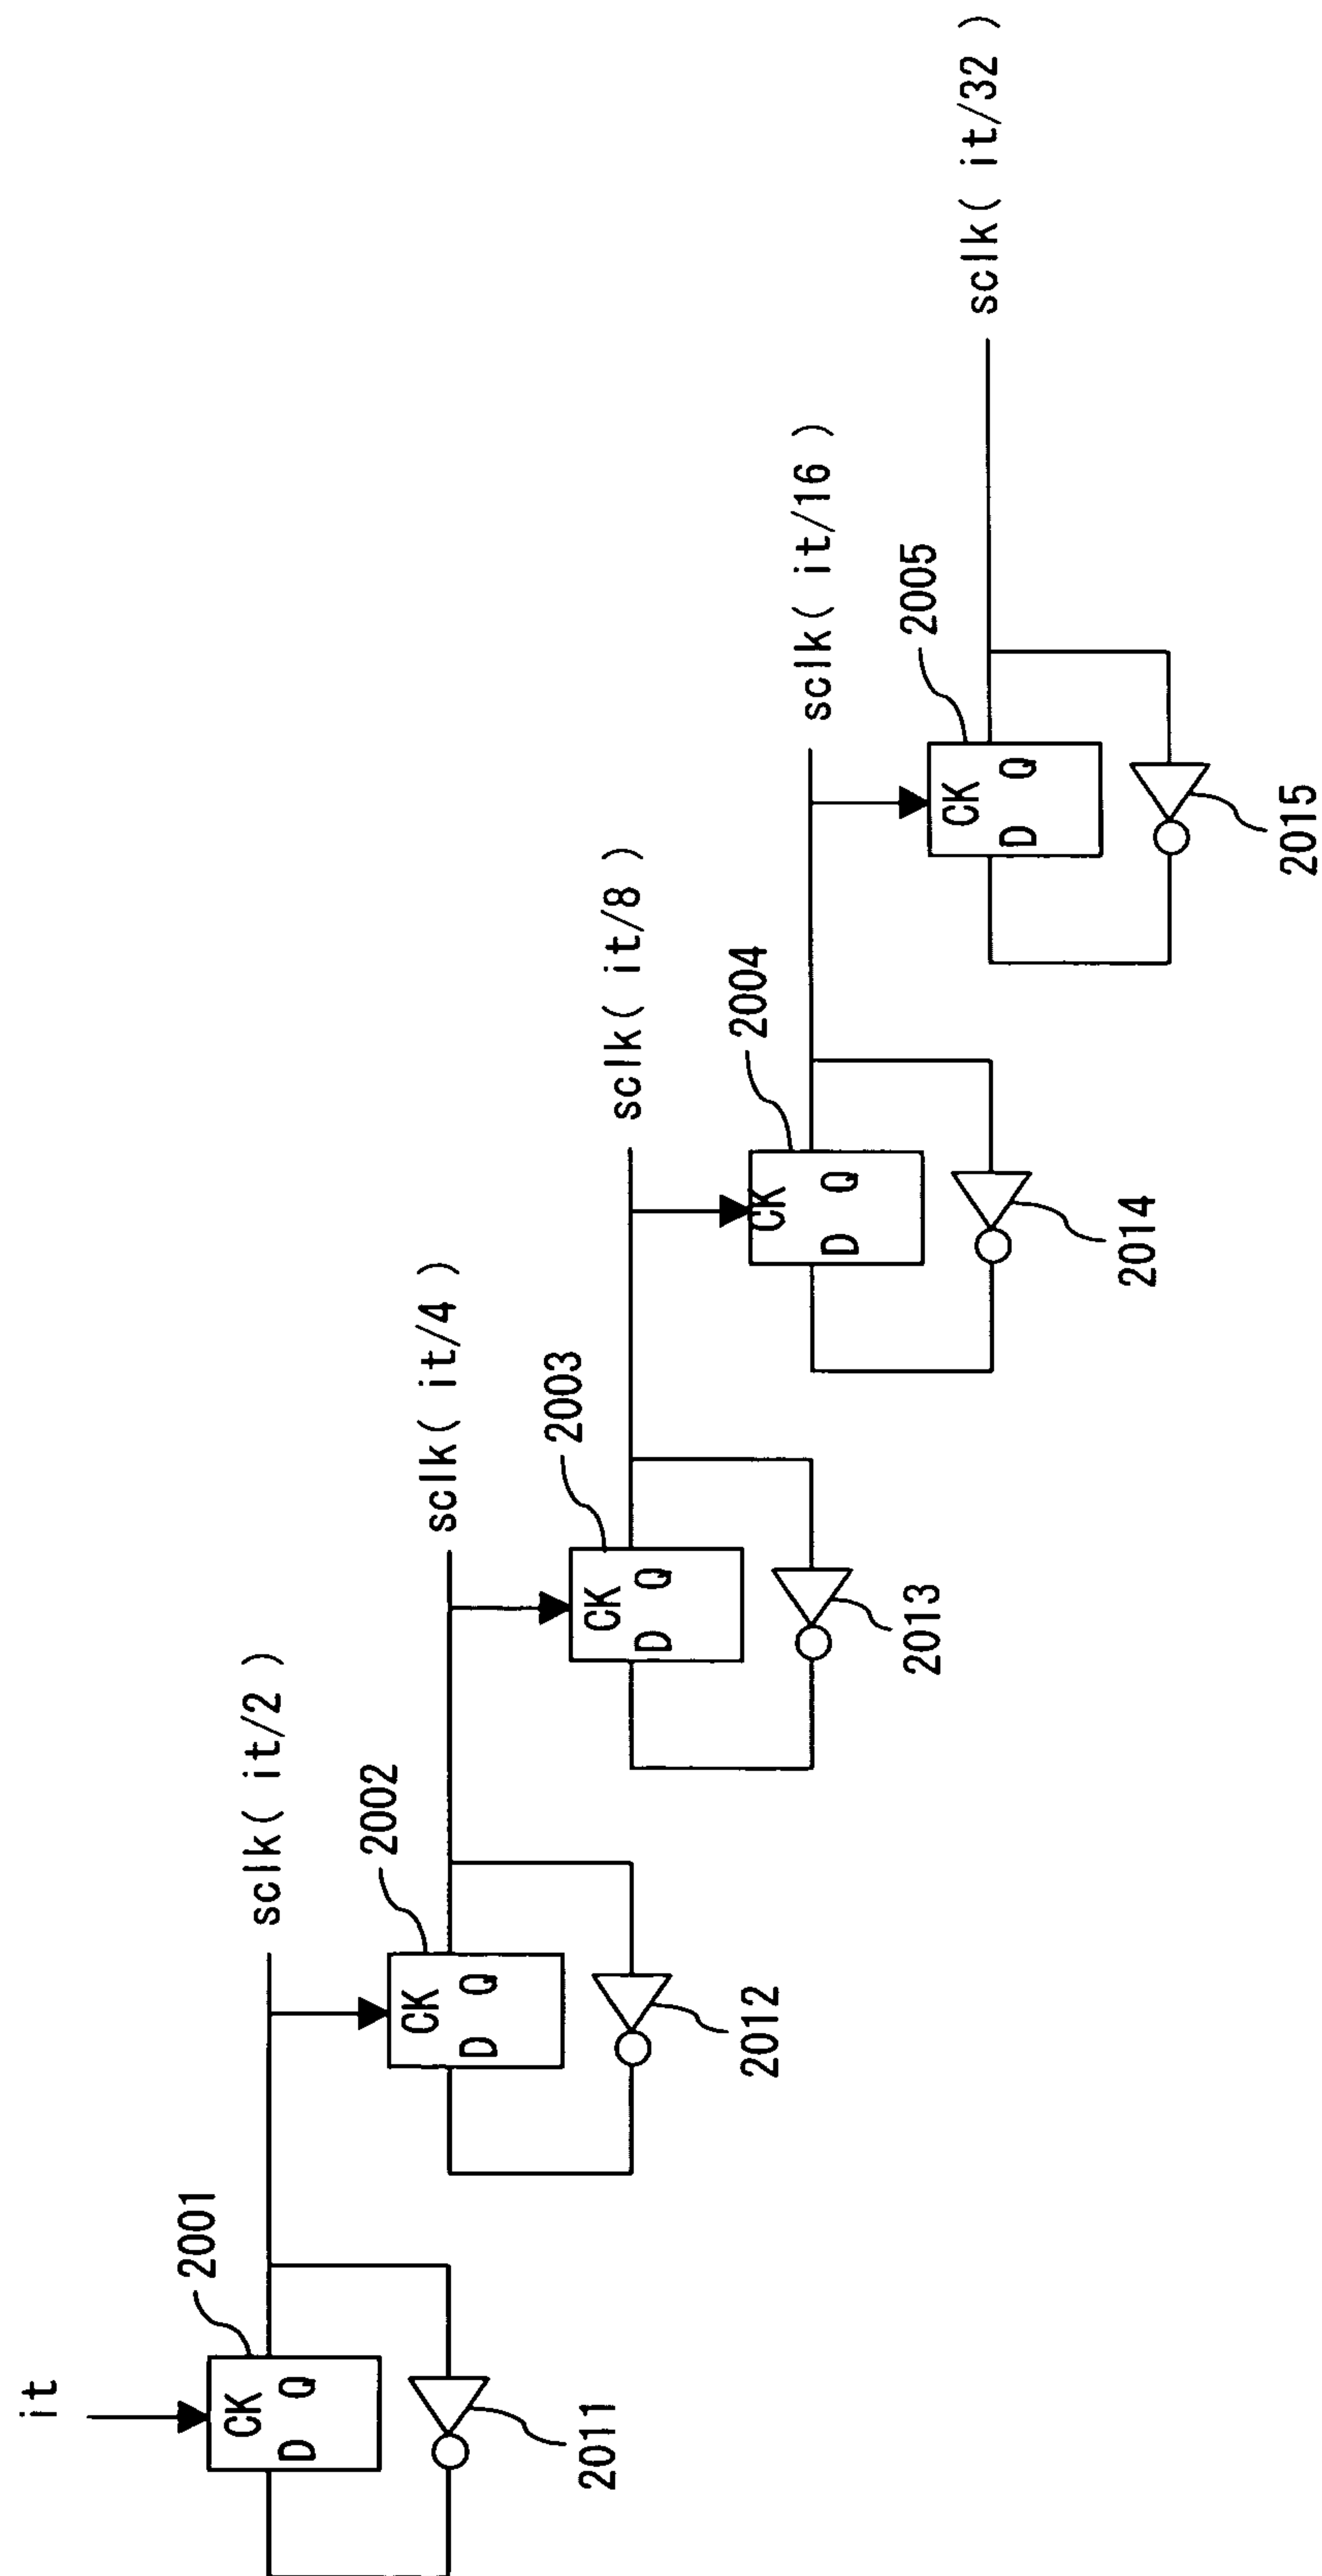 it
2001
CK
D Q
2011
sclk( it/2 )
2002
CK
D Q
2012
sclk( it/4 )
2003
CK
D Q
2013
sclk( it/8 )
2004
CK
D Q
2014
sclk( it/16 )
2005
CK
D Q
2015
sclk( it/32 )